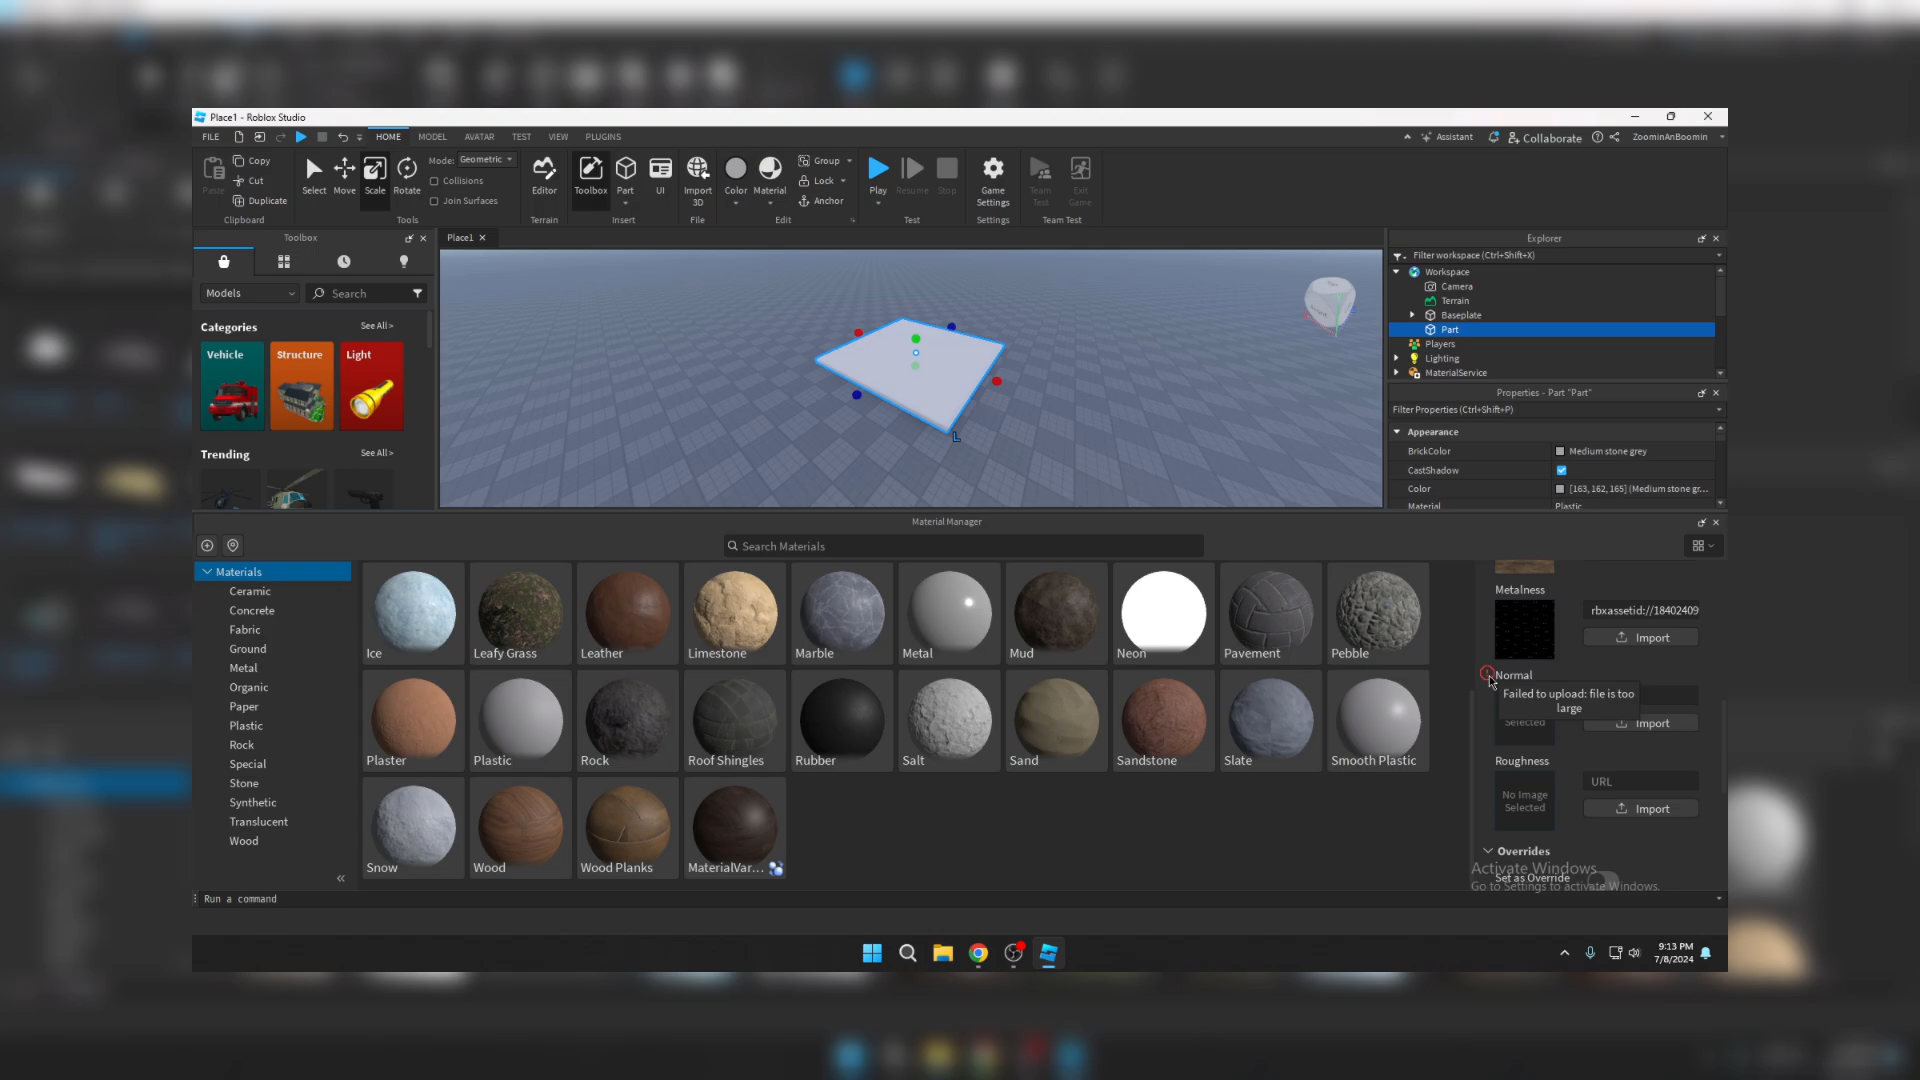 Place1 - Roblox Studio
FILE
HOME
MODEL
AVATAR
TEST
VIEW
PLUGINS
Assistant
Collaborate
ZoominAnBoomin
Paste
Copy
Cut
Duplicate
Clipboard
Select
Move
Scale
Rotate
Mode: Geometric
Collisions
Join Surfaces
Tools
Editor
Terrain
Toolbox
Part
UI
Insert
Import
3D
File
Color
Material
Group
Lock
Anchor
Edit
Play
Resume
Stop
Test
Game
Settings
Settings
Team
Test
Exit
Game
Team Test
Toolbox
Models
Search
Categories
See All >
Vehicle
Structure
Light
Trending
See All >
Place1
Explorer
Filter workspace (Ctrl+Shift+X)
Workspace
Camera
Terrain
Baseplate
Part
Players
Lighting
MaterialService
Properties - Part "Part"
Filter Properties (Ctrl+Shift+P)
Appearance
BrickColor
Medium stone grey
CastShadow
Color
[163, 162, 165] (Medium stone gr...
Material
Plastic
Material Manager
Search Materials
Materials
Ceramic
Concrete
Fabric
Ground
Metal
Organic
Paper
Plastic
Rock
Special
Stone
Synthetic
Translucent
Wood
Ice
Leafy Grass
Leather
Limestone
Marble
Metal
Mud
Neon
Pavement
Pebble
Plaster
Plastic
Rock
Roof Shingles
Rubber
Salt
Sand
Sandstone
Slate
Smooth Plastic
Snow
Wood
Wood Planks
MaterialVar...
Metalness
rbxassetid://18402409
Import
Normal
Failed to upload: file is too
large
Selected
Import
Roughness
No Image
Selected
URL
Import
Overrides
Set as Override
Activate Windows
Go to Settings to activate Windows.
Run a command
9:13 PM
7/8/2024